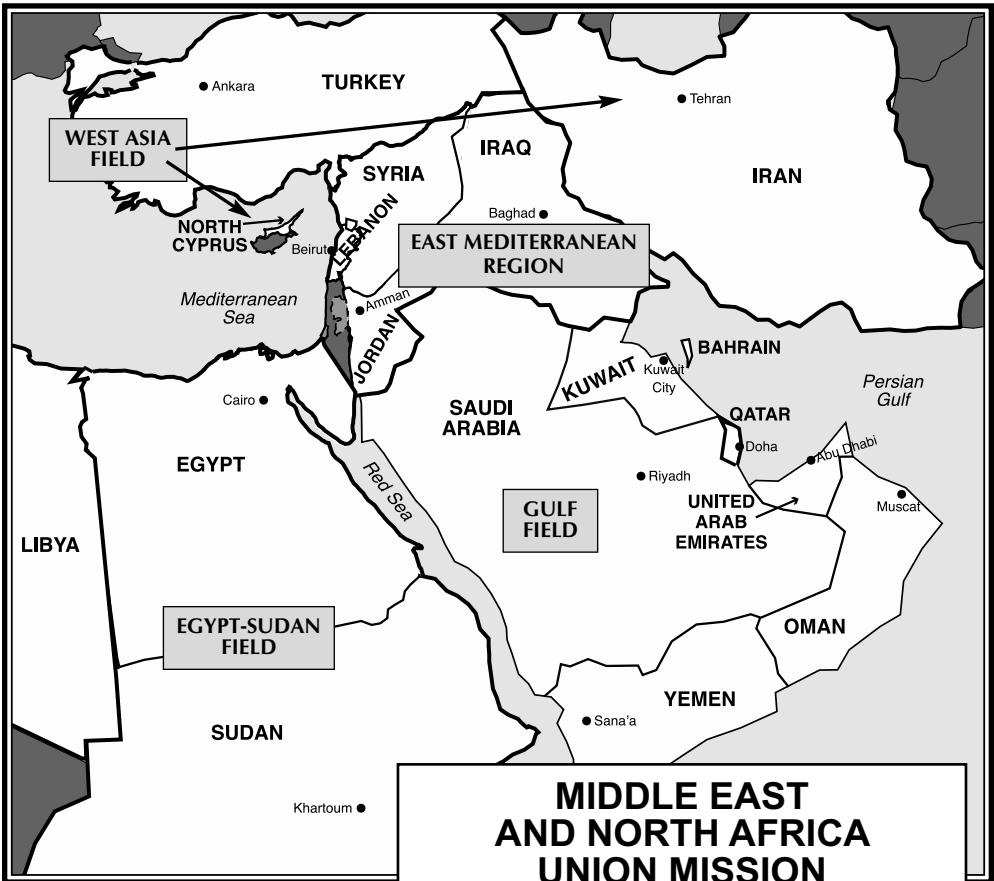 Ankara
TURKEY
Tehran
WEST ASIA
FIELD
IRAQ
SYRIA
IRAN
NORTH
CYPRUS
LEBANON
Baghad
Beirut
EAST MEDITERRANEAN
REGION
Mediterranean
Sea
Amman
JORDAN
BAHRAIN
KUWAIT
Kuwait
City
Persian
Gulf
Cairo
SAUDI
ARABIA
QATAR
Doha
Abu Dhabi
EGYPT
Red Sea
Riyadh
UNITED
ARAB
EMIRATES
Muscat
GULF
FIELD
LIBYA
EGYPT-SUDAN
FIELD
OMAN
YEMEN
Sana'a
SUDAN
Khartoum
MIDDLE EAST
AND NORTH AFRICA
UNION MISSION